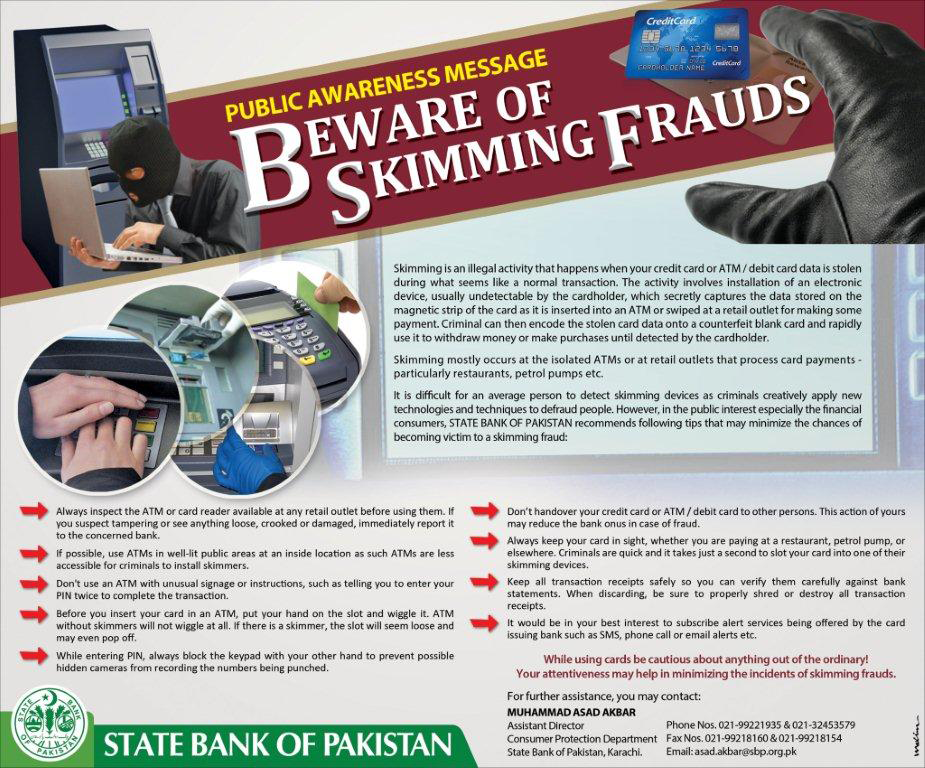 PUBLIC AWARENESS MESSAGE
BEWARE OF
SKIMMING FRAUDS
CreditCard
CARDHOLDER NAME
CreditCard
Skimming is an illegal activity that happens when your credit card or ATM / debit card data is stolen
during what seems like a normal transaction. The activity involves installation of an electronic
device, usually undetectable by the cardholder, which secretly captures the data stored on the
magnetic strip of the card as it is inserted into an ATM or swiped at a retail outlet for making some
payment. Criminal can then encode the stolen card data onto a counterfeit blank card and rapidly
use it to withdraw money or make purchases until detected by the cardholder.
Skimming mostly occurs at the isolated ATMs or at retail outlets that process card payments -
particularly restaurants, petrol pumps etc.
It is difficult for an average person to detect skimming devices as criminals creatively apply new
technologies and techniques to defraud people. However, in the public interest especially the financial
consumers, STATE BANK OF PAKISTAN recommends following tips that may minimize the chances of
becoming victim to a skimming fraud:
Always inspect the ATM or card reader available at any retail outlet before using them. If
you suspect tampering or see anything loose, crooked or damaged, immediately report it
to the concerned bank.
If possible, use ATMs in well-lit public areas at an inside location as such ATMs are less
accessible for criminals to install skimmers.
Don't use an ATM with unusual signage or instructions, such as telling you to enter your
PIN twice to complete the transaction.
Before you insert your card in an ATM, put your hand on the slot and wiggle it. ATM
without skimmers will not wiggle at all. If there is a skimmer, the slot will seem loose and
may even pop off.
While entering PIN, always block the keypad with your other hand to prevent possible
hidden cameras from recording the numbers being punched.
Don't handover your credit card or ATM / debit card to other persons. This action of yours
may reduce the bank onus in case of fraud.
Always keep your card in sight, whether you are paying at a restaurant, petrol pump, or
elsewhere. Criminals are quick and it takes just a second to slot your card into one of their
skimming devices.
Keep all transaction receipts safely so you can verify them carefully against bank
statements. When discarding, be sure to properly shred or destroy all transaction
receipts.
It would be in your best interest to subscribe alert services being offered by the card
issuing bank such as SMS, phone call or email alerts etc.
While using cards be cautious about anything out of the ordinary!
Your attentiveness may help in minimizing the incidents of skimming frauds.
For further assistance, you may contact:
MUHAMMAD ASAD AKBAR
Assistant Director
Consumer Protection Department
State Bank of Pakistan, Karachi.
Phone Nos. 021-99221935 & 021-32453579
Fax Nos. 021-99218160 & 021-99218154
Email: asad.akbar@sbp.org.pk
STATE BANK OF PAKISTAN
STATE BANK OF PAKISTAN